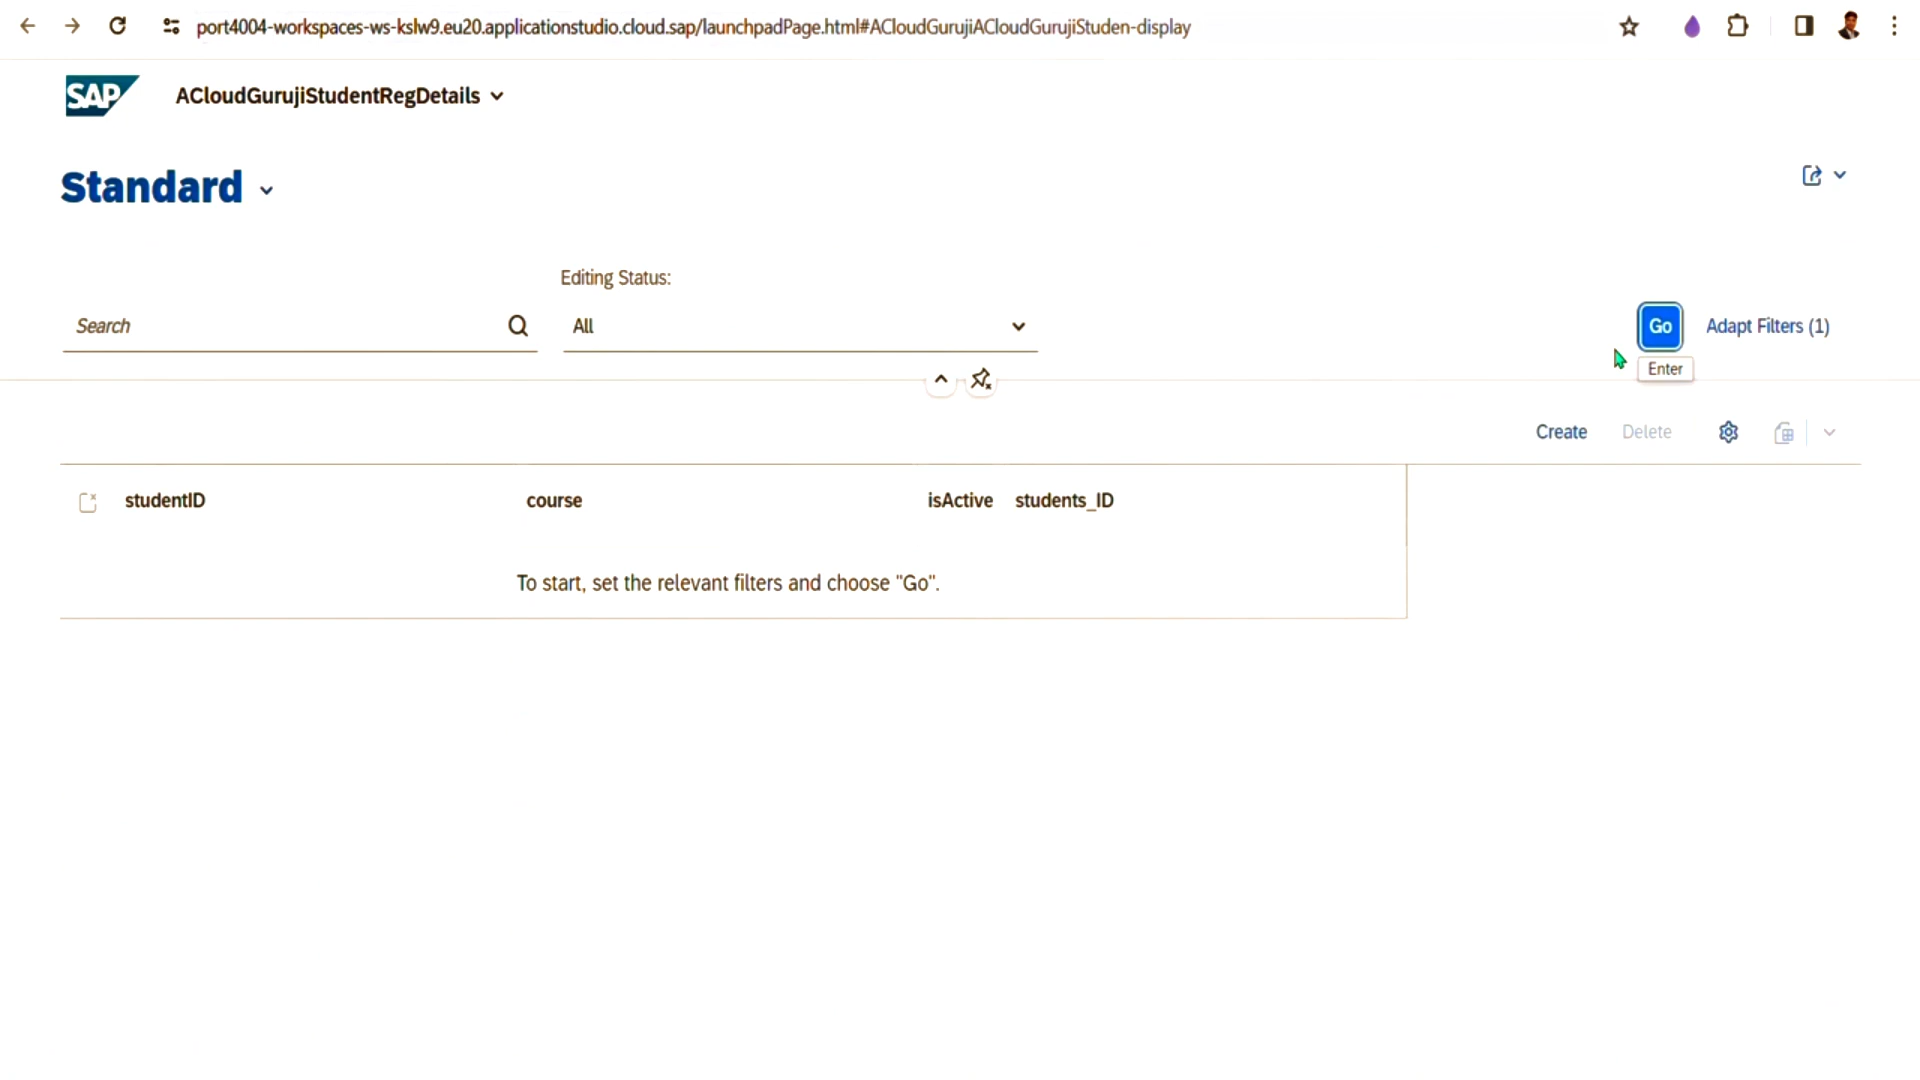 port4004-workspaces-ws-kslw9.eu20.applicationstudio.cloud.sap/launchpadPage.html#ACloudGurujiACloudGurujiStuden-display
SAP ACloudGurujiStudentRegDetails
Standard
Editing Status:
Search All Go Adapt Filters (1)
Enter
Create Delete
studentID course isActive students_ID
To start, set the relevant filters and choose "Go".